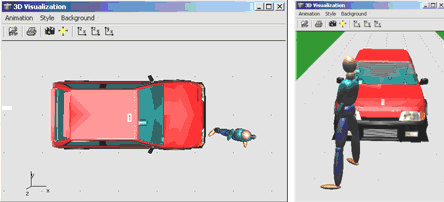 3D Visualization
Animation Style Background
y
z x
3D Visualization
Animation Style Background